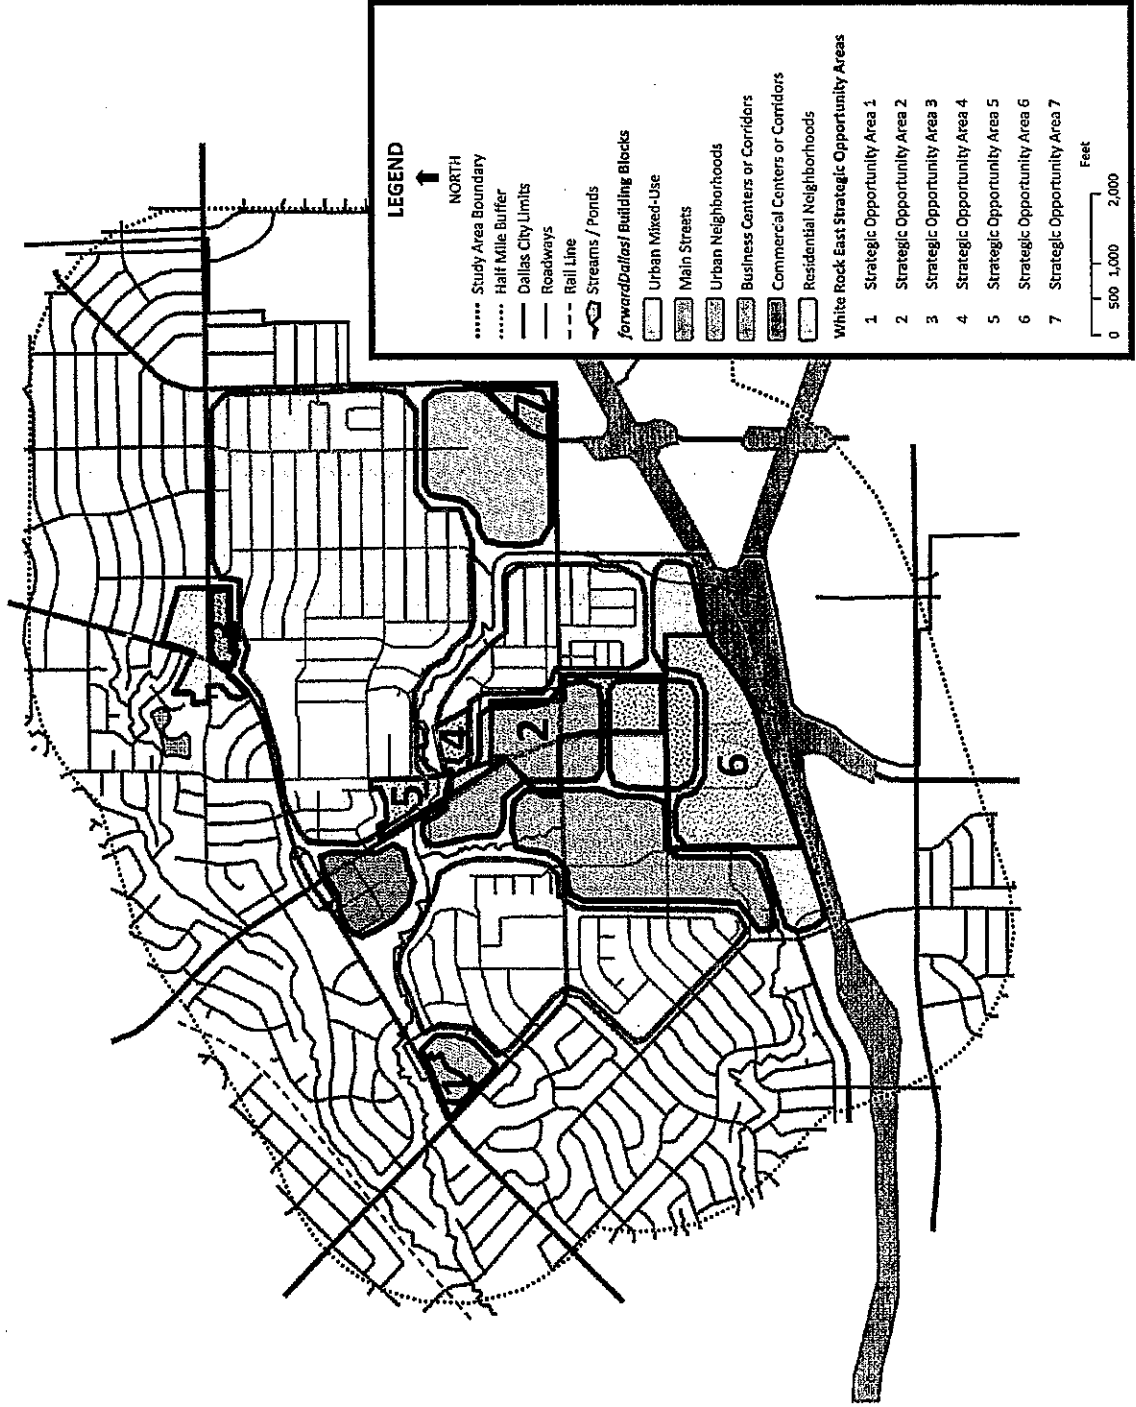 LEGEND
NORTH
Study Area Boundary
Half Mile Buffer
Dallas City Limits
Roadways
Rail Line
Streams / Ponds
forwardDallas! Building Blocks
Urban Mixed-Use
Main Streets
Urban Neighborhoods
Business Centers or Corridors
Commercial Centers or Corridors
Residential Neighborhoods
White Rock East Strategic Opportunity Areas
1 Strategic Opportunity Area 1
2 Strategic Opportunity Area 2
3 Strategic Opportunity Area 3
4 Strategic Opportunity Area 4
5 Strategic Opportunity Area 5
6 Strategic Opportunity Area 6
7 Strategic Opportunity Area 7
Feet
0 500 1,000 2,000
1
5
4
2
6
7